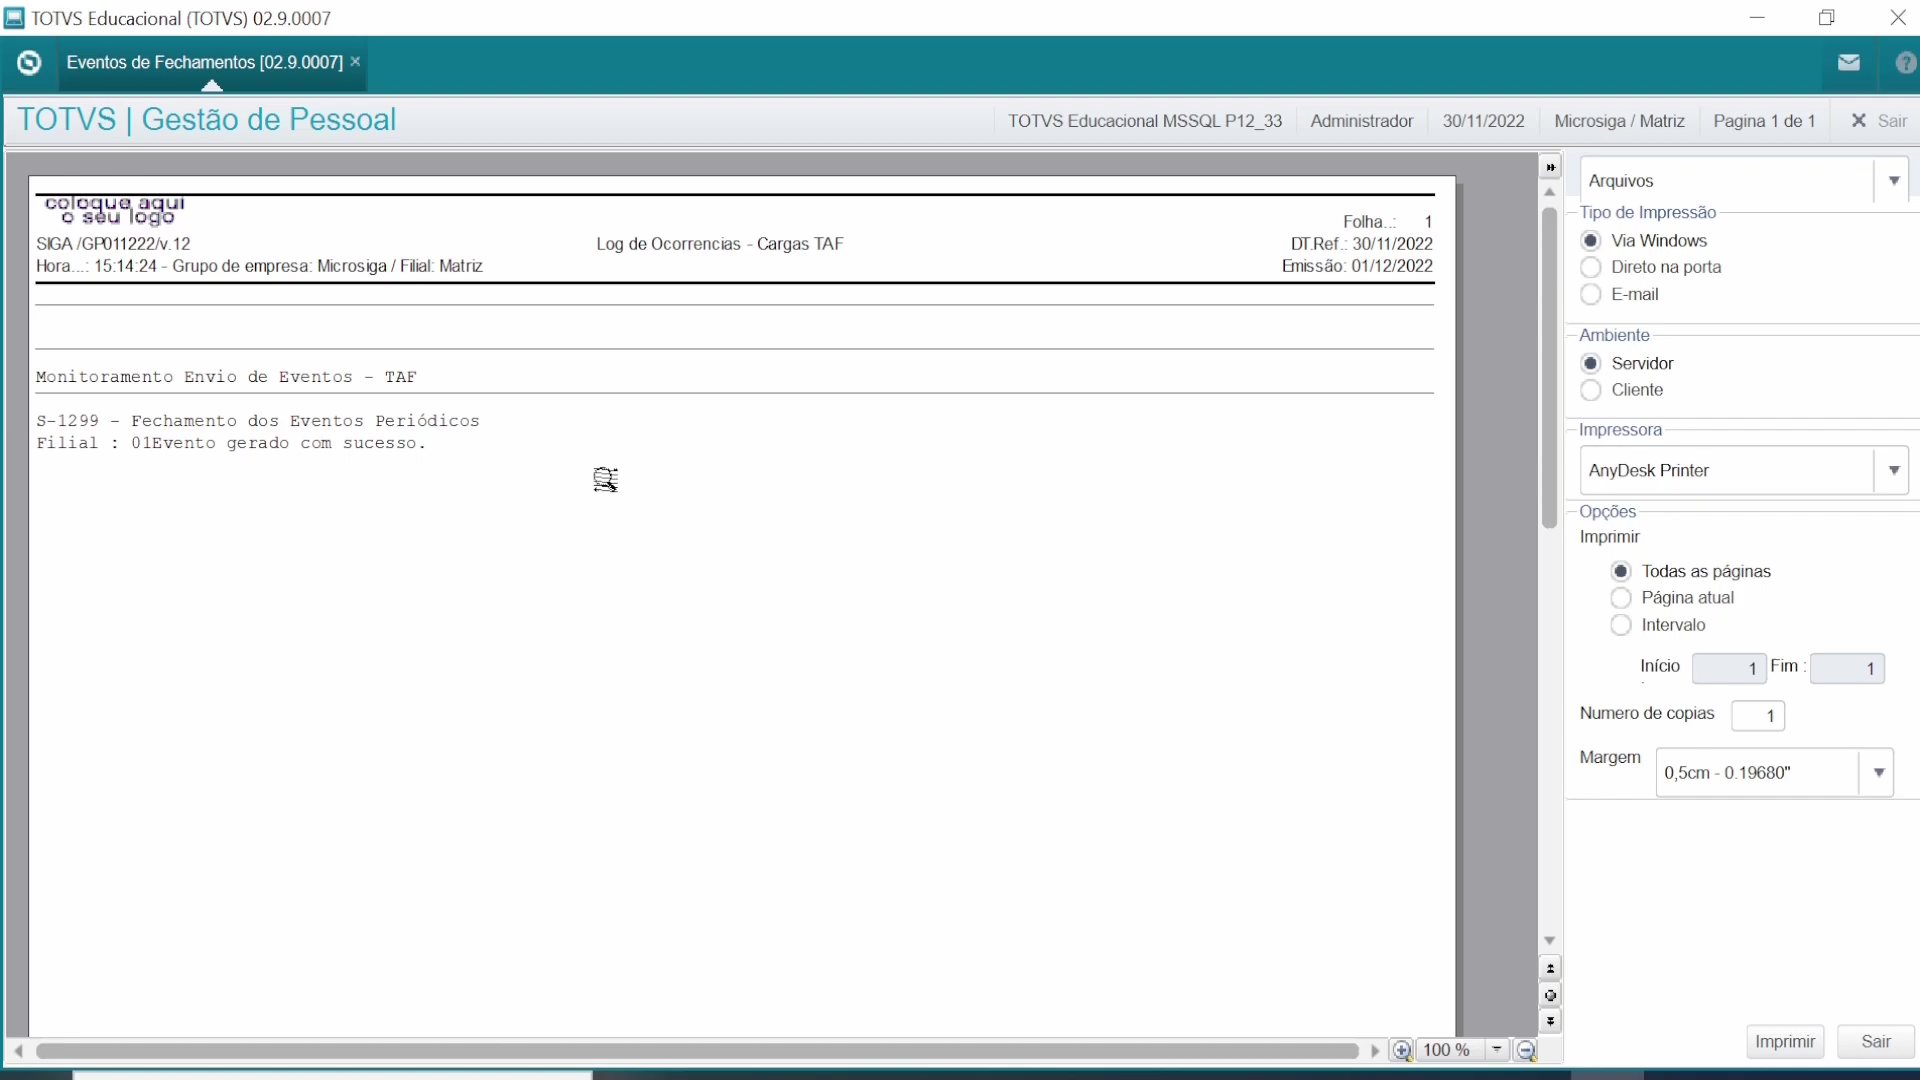 TOTVS Educacional (TOTVS) 02.9.0007
Eventos de Fechamentos [02.9.0007] ×
TOTVS | Gestão de Pessoal
TOTVS Educacional MSSQL P12_33 Administrador 30/11/2022 Microsiga / Matriz Pagina 1 de 1 Sair
coloque aqui
o seu logo
Folha..: 1
SIGA /GP011222/v.12 Log de Ocorrencias - Cargas TAF DT.Ref.: 30/11/2022
Hora...: 15:14:24 - Grupo de empresa: Microsiga / Filial: Matriz Emissão: 01/12/2022
Monitoramento Envio de Eventos - TAF
S-1299 - Fechamento dos Eventos Periódicos
Filial : 01Evento gerado com sucesso.
100 %
Arquivos
Tipo de Impressão
Via Windows
Direto na porta
E-mail
Ambiente
Servidor
Cliente
Impressora
AnyDesk Printer
Opções
Imprimir
Todas as páginas
Página atual
Intervalo
Início 1 Fim : 1
Numero de copias 1
Margem 0,5cm - 0.19680"
Imprimir Sair